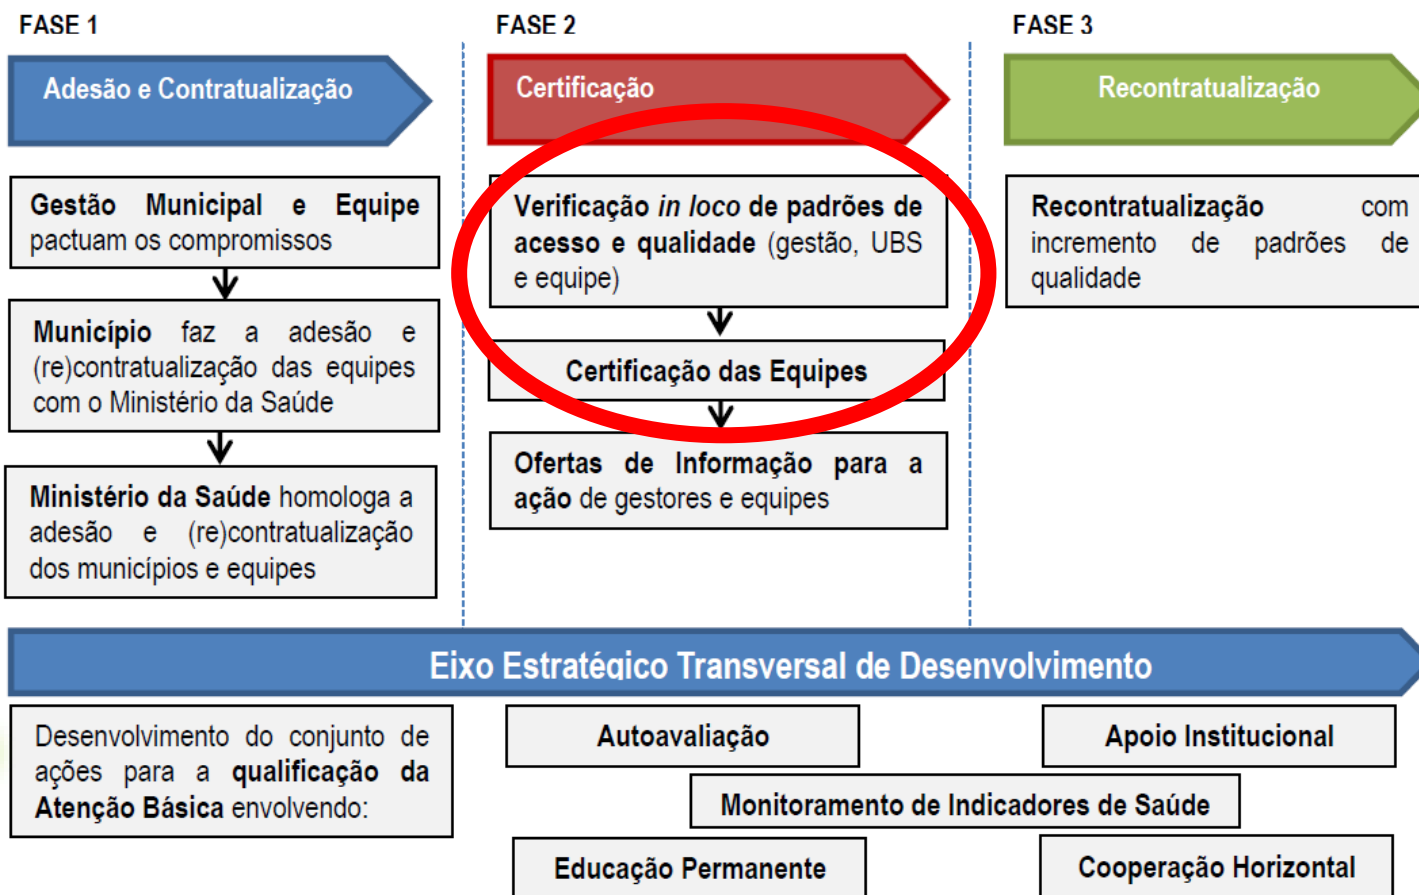 FASE 1
Adesão e Contratualização
Gestão Municipal e Equipe
pactuam os compromissos
Município faz a adesão e
(re)contratualização das equipes
com o Ministério da Saúde
Ministério da Saúde homologa a
adesão e (re)contratualização
dos municípios e equipes
FASE 2
Certificação
Verificação in loco de padrões de
acesso e qualidade (gestão, UBS
e equipe)
Certificação das Equipes
Ofertas de Informação para a
ação de gestores e equipes
FASE 3
Recontratualização
Recontratualização com
incremento de padrões de
qualidade
Eixo Estratégico Transversal de Desenvolvimento
Desenvolvimento do conjunto de
ações para a qualificação da
Atenção Básica envolvendo:
Autoavaliação
Apoio Institucional
Monitoramento de Indicadores de Saúde
Educação Permanente
Cooperação Horizontal